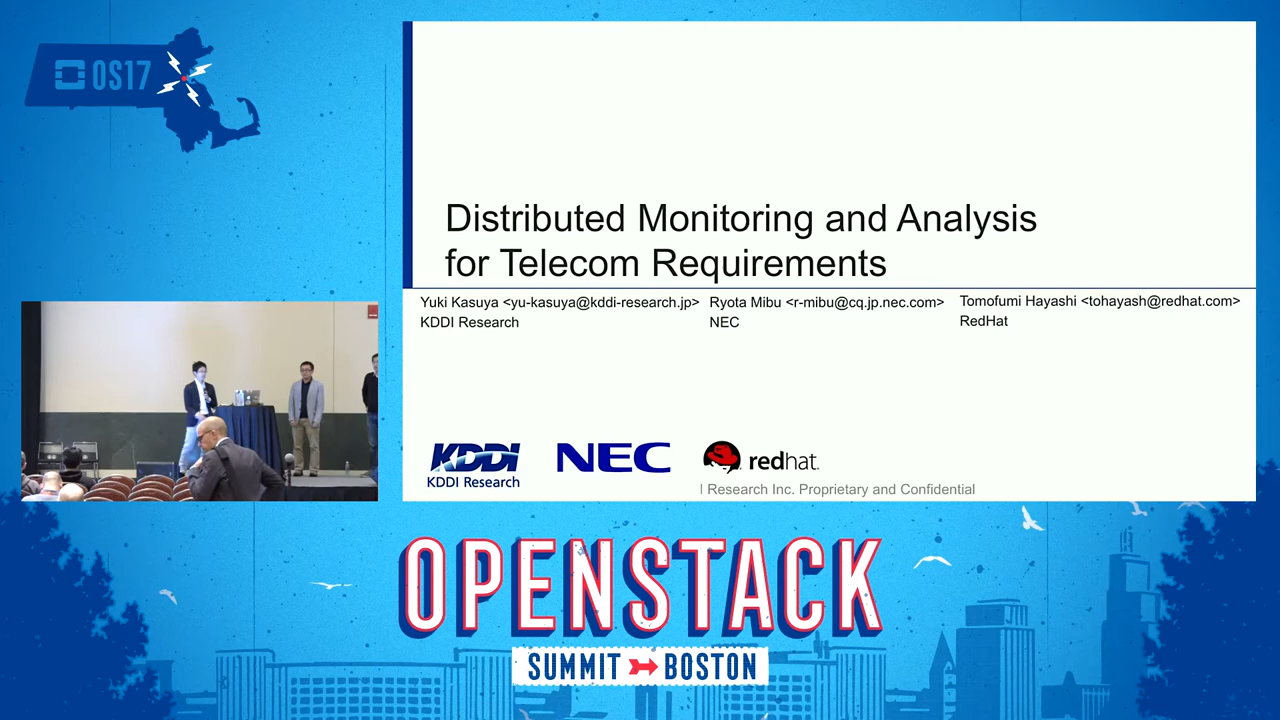 OS17
Distributed Monitoring and Analysis
for Telecom Requirements
Yuki Kasuya <yu-kasuya@kddi-research.jp>
KDDI Research
Ryota Mibu <r-mibu@cq.jp.nec.com>
NEC
Tomofumi Hayashi <tohayash@redhat.com>
RedHat
KDDI
KDDI Research
NEC
redhat.
I Research Inc. Proprietary and Confidential
OPENSTACK
SUMMIT BOSTON